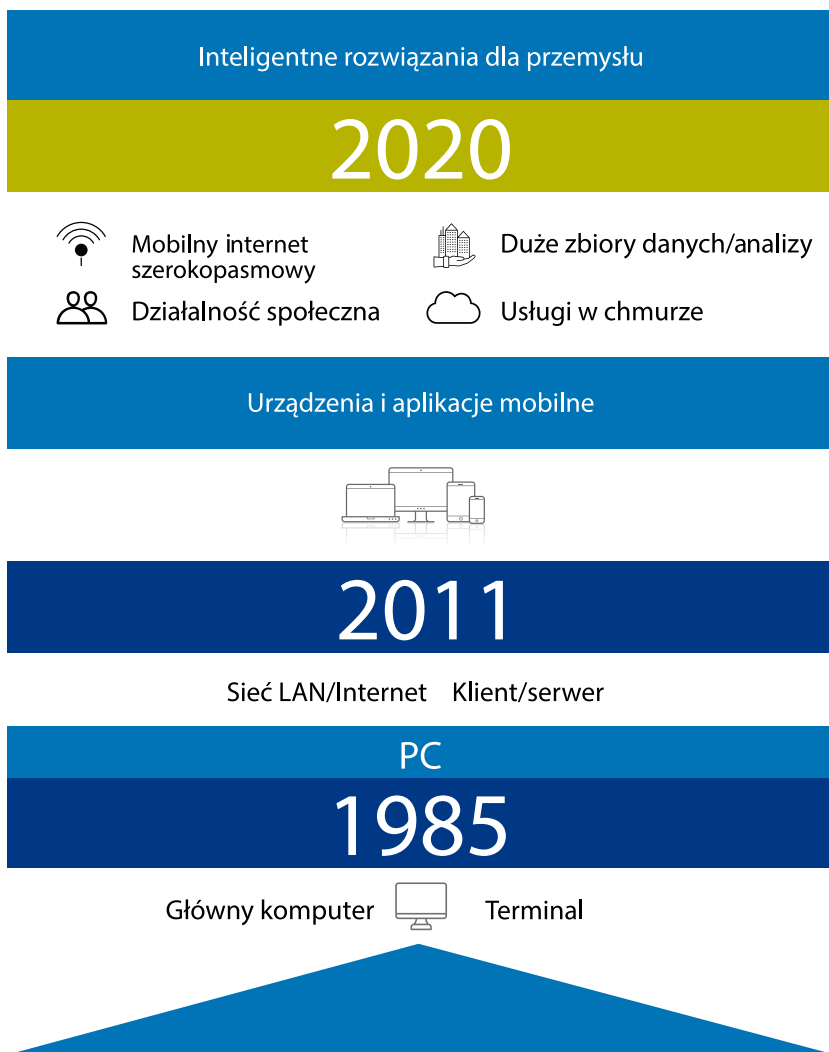 Inteligentne rozwiązania dla przemysłu
2020
Mobilny internet
szerokopasmowy
Duże zbiory danych/analizy
Działalność społeczna
Usługi w chmurze
Urządzenia i aplikacje mobilne
2011
Sieć LAN/Internet Klient/serwer
PC
1985
Główny komputer Terminal